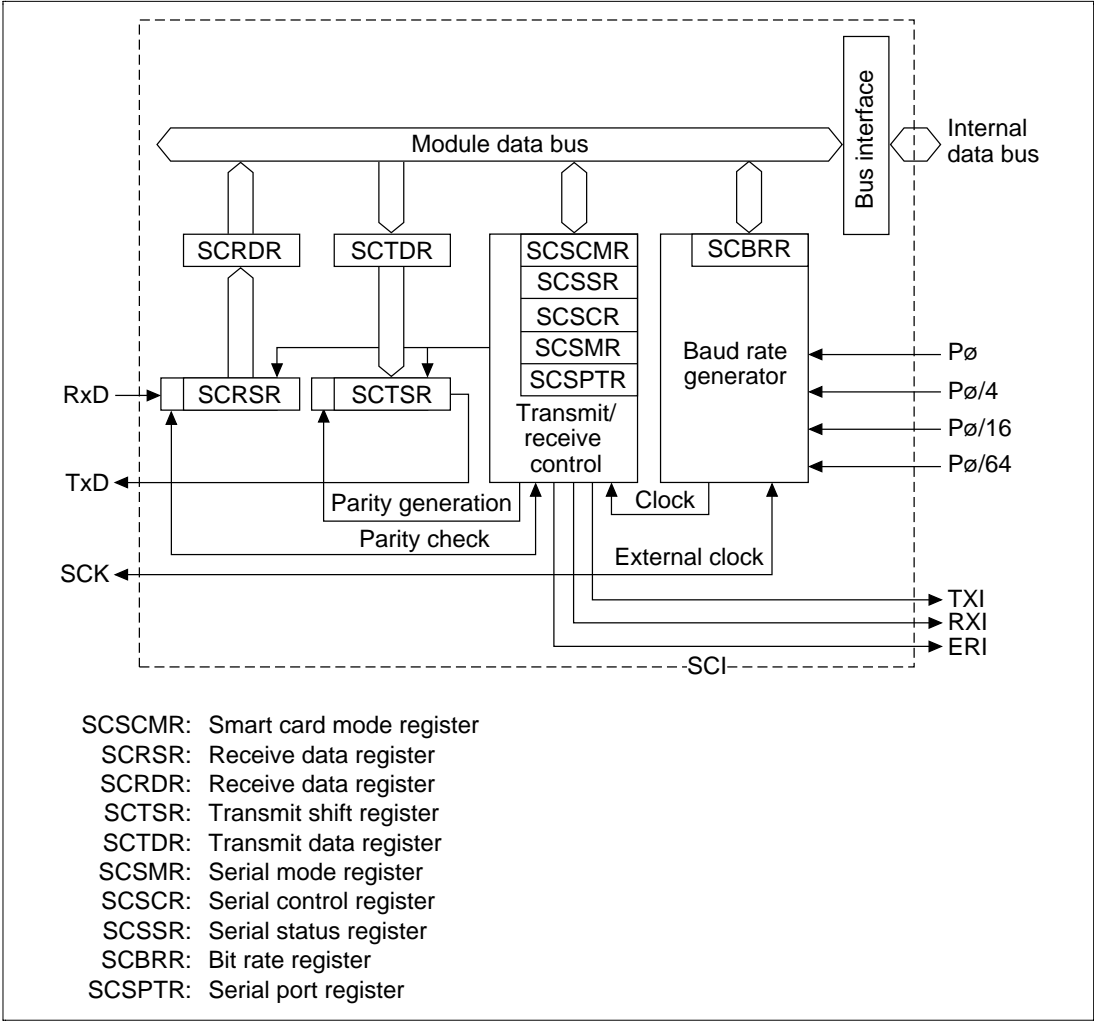 Module data bus
Bus interface
Internal
data bus
SCRDR
SCTDR
SCSCMR
SCSSR
SCSCR
SCSMR
SCSPTR
Transmit/
receive
control
SCBRR
Baud rate
generator
Pø
Pø/4
Pø/16
Pø/64
RxD
SCRSR
SCTSR
TxD
Parity generation
Clock
Parity check
External clock
SCK
TXI
RXI
ERI
SCI
SCSCMR: Smart card mode register
SCRSR: Receive data register
SCRDR: Receive data register
SCTSR: Transmit shift register
SCTDR: Transmit data register
SCSMR: Serial mode register
SCSCR: Serial control register
SCSSR: Serial status register
SCBRR: Bit rate register
SCSPTR: Serial port register